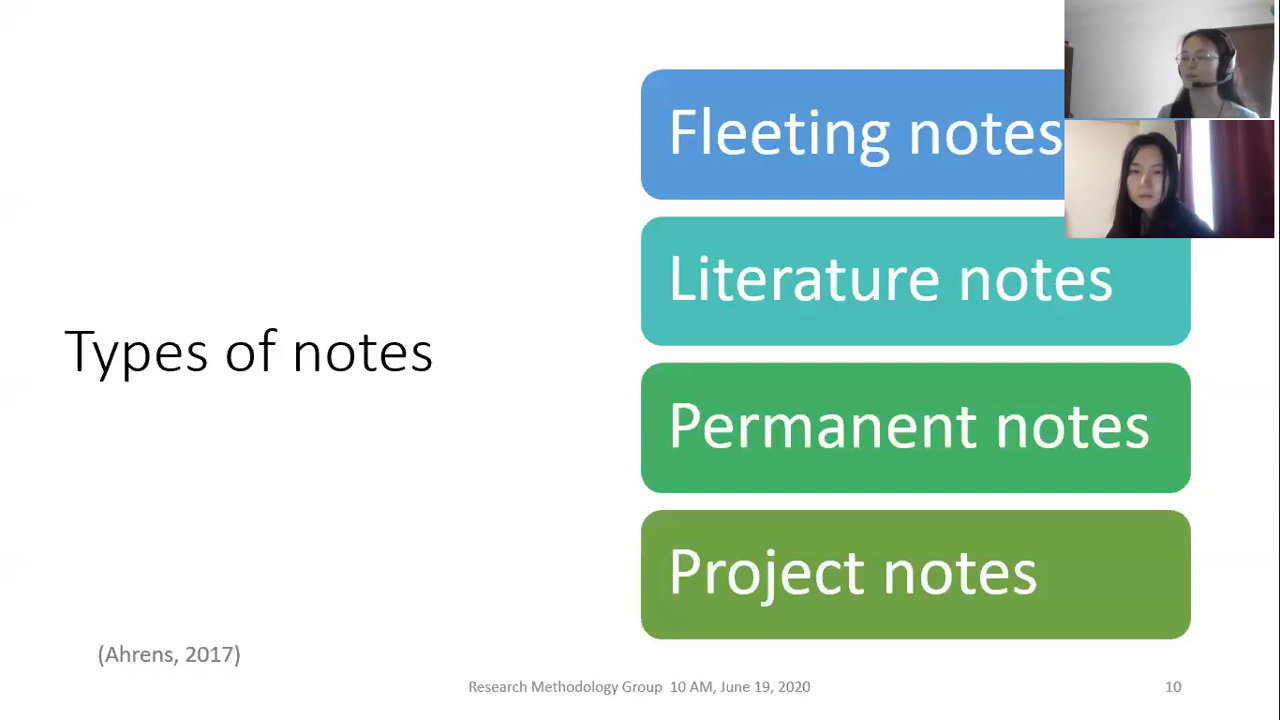 Fleeting notes
Literature notes
Types of notes
Permanent notes
Project notes
(Ahrens, 2017)
Research Methodology Group 10 AM, June 19, 2020
10